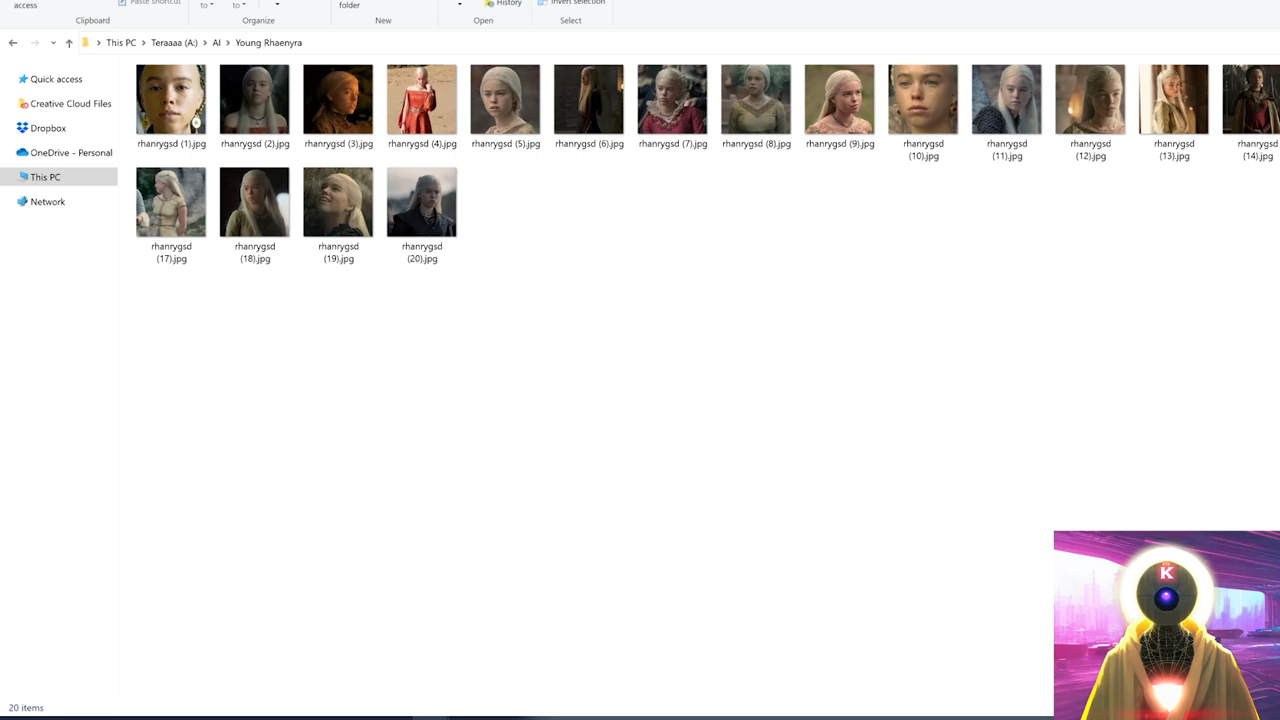 access
Paste shortcut
to
to
folder
History
Invert selection
Clipboard
Organize
New
Open
Select
This PC
Teraaaa (A:)
AI
Young Rhaenyra
Quick access
Creative Cloud Files
Dropbox
OneDrive - Personal
This PC
Network
rhanrygsd (1).jpg
rhanrygsd (2).jpg
rhanrygsd (3).jpg
rhanrygsd (4).jpg
rhanrygsd (5).jpg
rhanrygsd (6).jpg
rhanrygsd (7).jpg
rhanrygsd (8).jpg
rhanrygsd (9).jpg
rhanrygsd
(10).jpg
rhanrygsd
(11).jpg
rhanrygsd
(12).jpg
rhanrygsd
(13).jpg
rhanrygsd
(14).jpg
rhanrygsd
(17).jpg
rhanrygsd
(18).jpg
rhanrygsd
(19).jpg
rhanrygsd
(20).jpg
K
20 items